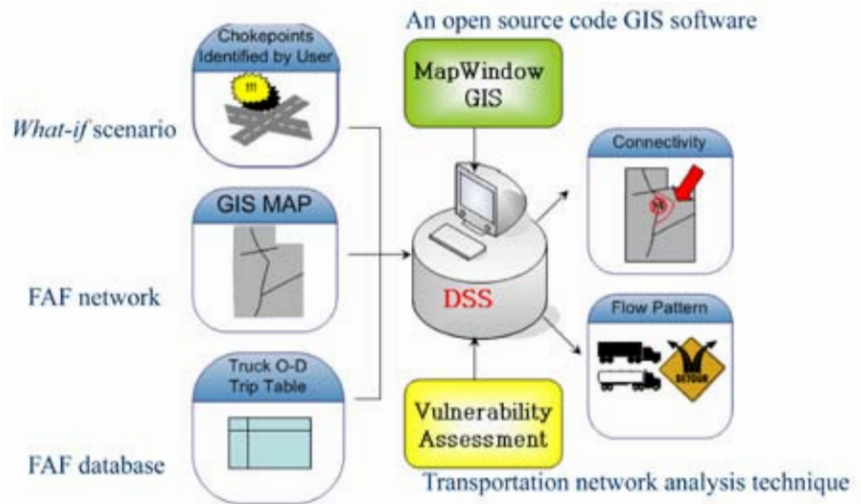 An open source code GIS software
Chokepoints
Identified by User
!!!
What-if scenario
MapWindow
GIS
Connectivity
GIS MAP
FAF network
DSS
Flow Pattern
DETOUR
Truck O-D
Trip Table
FAF database
Vulnerability
Assessment
Transportation network analysis technique